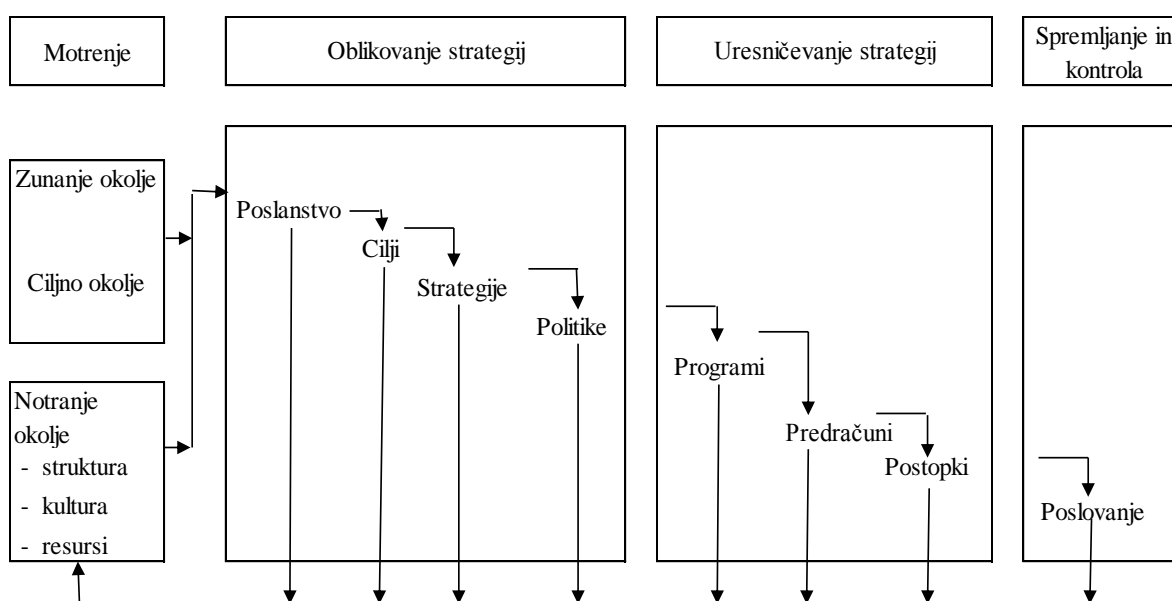 Motrenje
Oblikovanje strategij
Uresničevanje strategij
Spremljanje in
kontrola
Zunanje okolje
Ciljno okolje
Notranje
okolje
- struktura
- kultura
- resursi
Poslanstvo
Cilji
Strategije
Politike
Programi
Predračuni
Postopki
Poslovanje